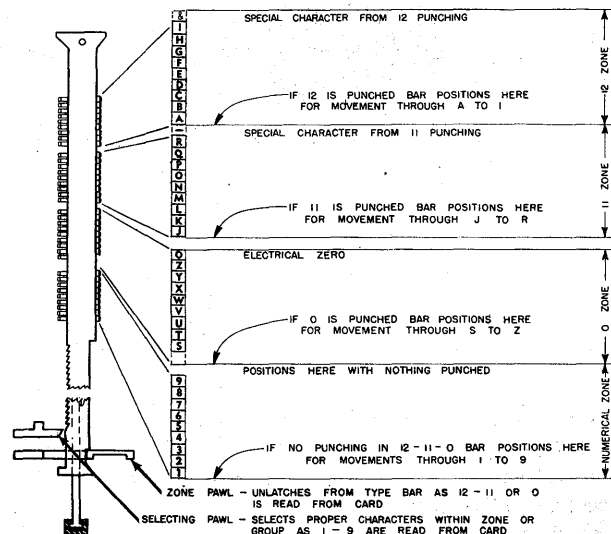 &
I
H
G
F
E
D
C
B
A
—
R
Q
P
O
N
M
L
K
J
0
Z
Y
X
W
V
U
T
S
9
8
7
6
5
4
3
2
1
SPECIAL CHARACTER FROM 12 PUNCHING
IF 12 IS PUNCHED BAR POSITIONS HERE
FOR MOVEMENT THROUGH A TO I
12 ZONE
SPECIAL CHARACTER FROM 11 PUNCHING
IF 11 IS PUNCHED BAR POSITIONS HERE
FOR MOVEMENT THROUGH J TO R
11 ZONE
ELECTRICAL ZERO
IF 0 IS PUNCHED BAR POSITIONS HERE
FOR MOVEMENT THROUGH S TO Z
0 ZONE
POSITIONS HERE WITH NOTHING PUNCHED
IF NO PUNCHING IN 12-11-0 BAR POSITIONS HERE
FOR MOVEMENTS THROUGH 1 TO 9
NUMERICAL ZONE
ZONE PAWL - UNLATCHES FROM TYPE BAR AS 12-11 OR 0
IS READ FROM CARD
SELECTING PAWL - SELECTS PROPER CHARACTERS WITHIN ZONE OR
GROUP AS 1-9 ARE READ FROM CARD